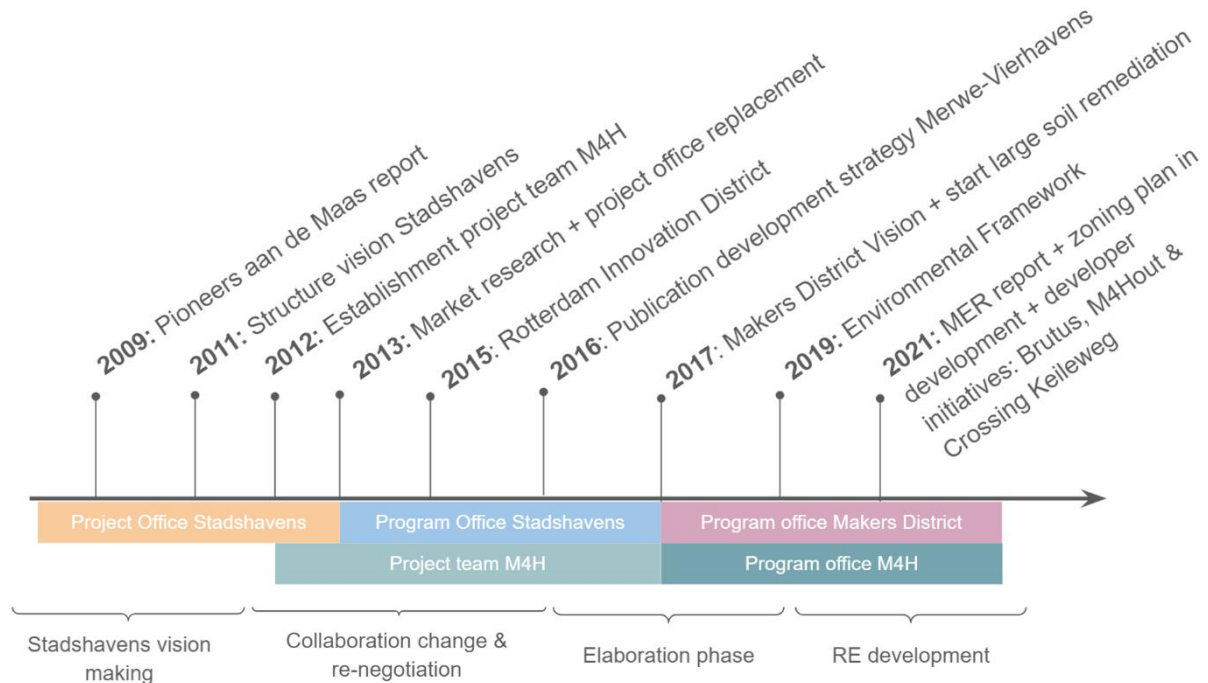 2009: Pioneers aan de Maas report
2011: Structure vision Stadshavens
2012: Establishment project team M4H
2013: Market research + project office replacement
2015: Rotterdam Innovation District
2016: Publication development strategy Merwe-Vierhavens
2017: Makers District Vision + start large soil remediation
2019: Environmental Framework
2021: MER report + zoning plan in
development + developer
initiatives: Brutus, M4Hout &
Crossing Keileweg
Project Office Stadshavens
Program Office Stadshavens
Program office Makers District
Project team M4H
Program office M4H
Stadshavens vision
making
Collaboration change &
re-negotiation
Elaboration phase
RE development